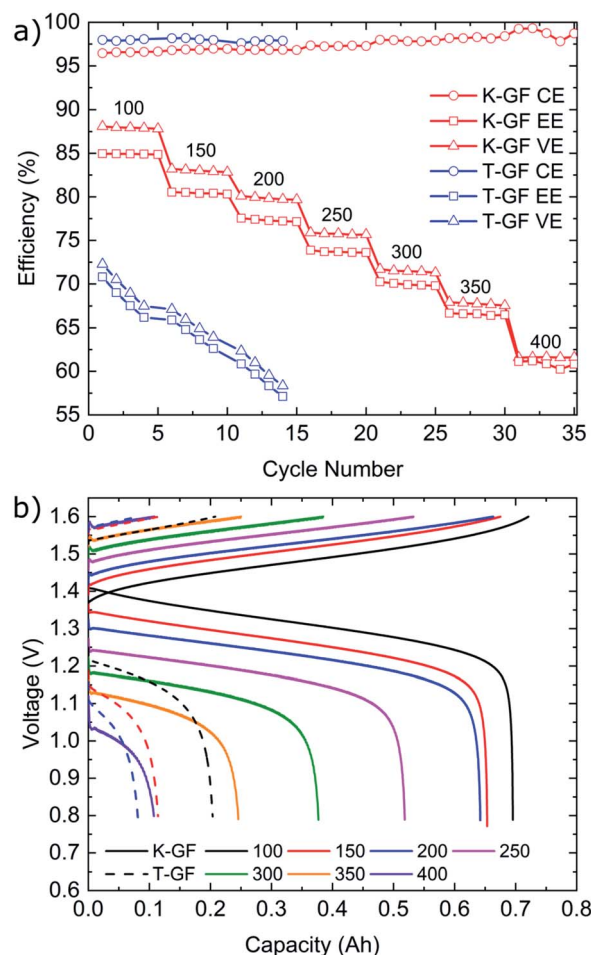 a)
100
95
90
85
80
75
70
65
60
55
Efficiency (%)
100
150
200
250
300
350
400
K-GF CE
K-GF EE
K-GF VE
T-GF CE
T-GF EE
T-GF VE
0 5 10 15 20 25 30 35
Cycle Number
b)
1.6
1.5
1.4
1.3
1.2
1.1
1.0
0.9
0.8
0.7
0.6
Voltage (V)
K-GF 100 150 200 250
T-GF 300 350 400
0.0 0.1 0.2 0.3 0.4 0.5 0.6 0.7 0.8
Capacity (Ah)